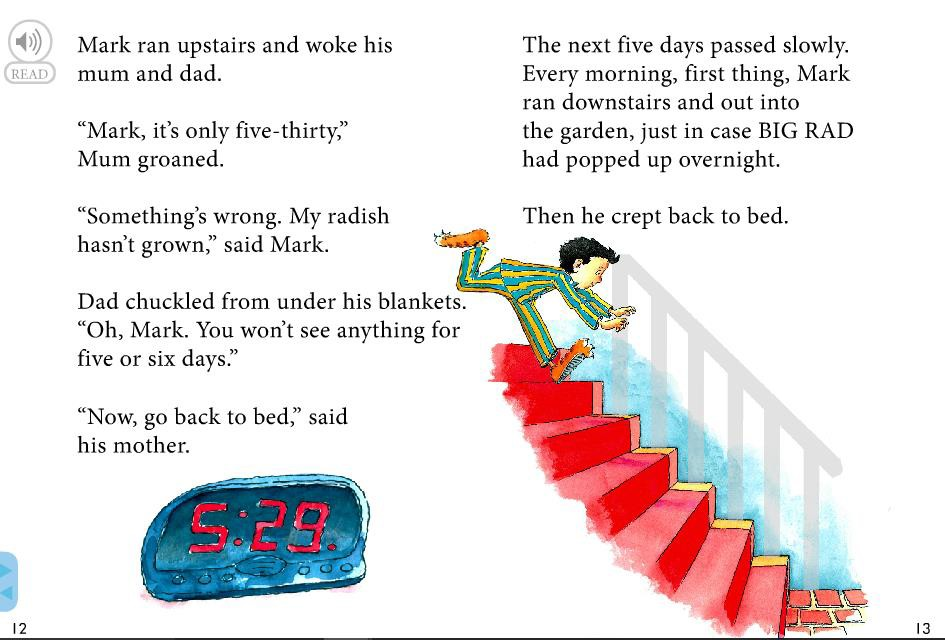 READ
Mark ran upstairs and woke his
mum and dad.
“Mark, it’s only five-thirty,”
Mum groaned.
“Something’s wrong. My radish
hasn’t grown,” said Mark.
Dad chuckled from under his blankets.
“Oh, Mark. You won’t see anything for
five or six days.”
“Now, go back to bed,” said
his mother.
5:29.
12
The next five days passed slowly.
Every morning, first thing, Mark
ran downstairs and out into
the garden, just in case BIG RAD
had popped up overnight.
Then he crept back to bed.
13